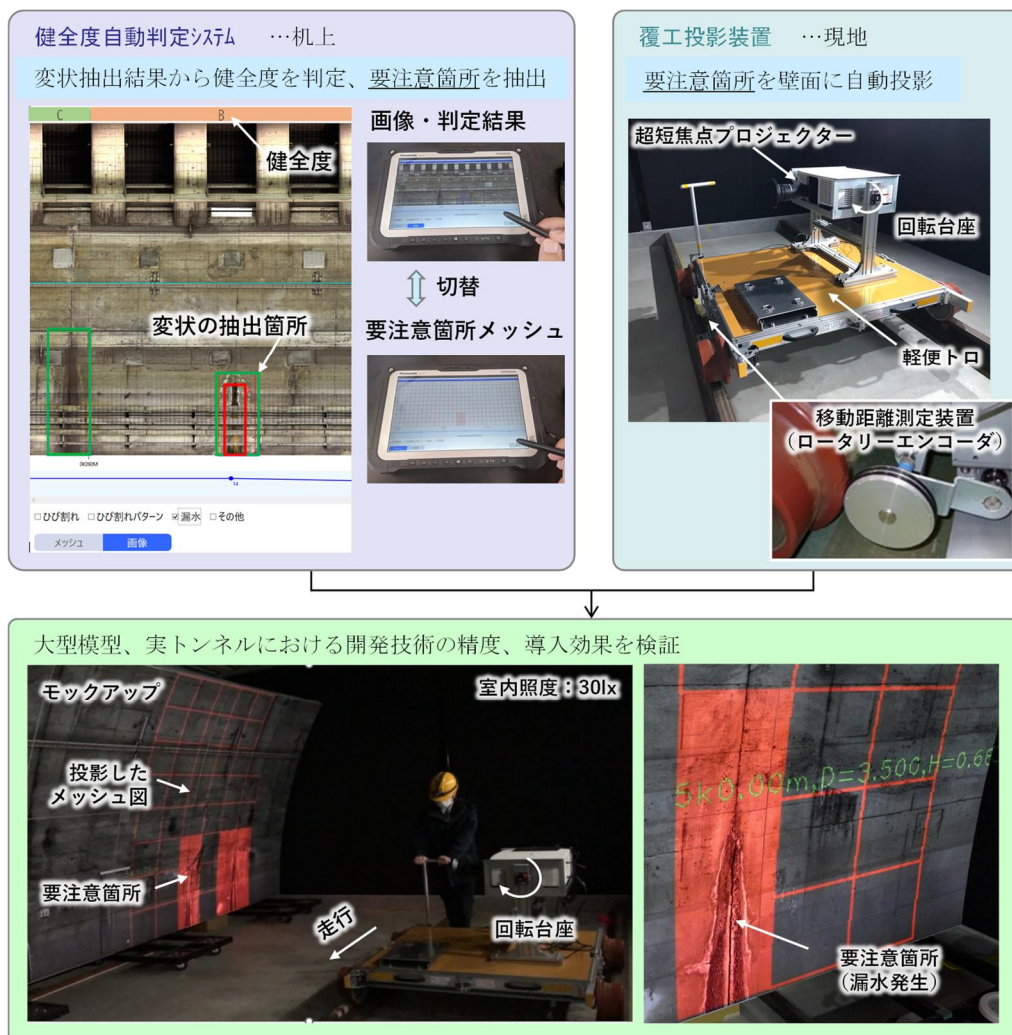 健全度自動判定システム　…机上
変状抽出結果から健全度を判定、要注意箇所を抽出
C
B
健全度
変状の抽出箇所
0K090M
14
□ひび割れ □ひび割れパターン ☑漏水 □その他
メッシュ
画像
画像・判定結果
Panasonic
切替
要注意箇所メッシュ
Panasonic
覆工投影装置　…現地
要注意箇所を壁面に自動投影
超短焦点プロジェクター
回転台座
軽便トロ
移動距離測定装置
（ロータリーエンコーダ）
大型模型、実トンネルにおける開発技術の精度、導入効果を検証
モックアップ
室内照度：30lx
投影した
メッシュ図
要注意箇所
走行
回転台座
5k0.00m,D=3.500,H=0.68
要注意箇所
（漏水発生）